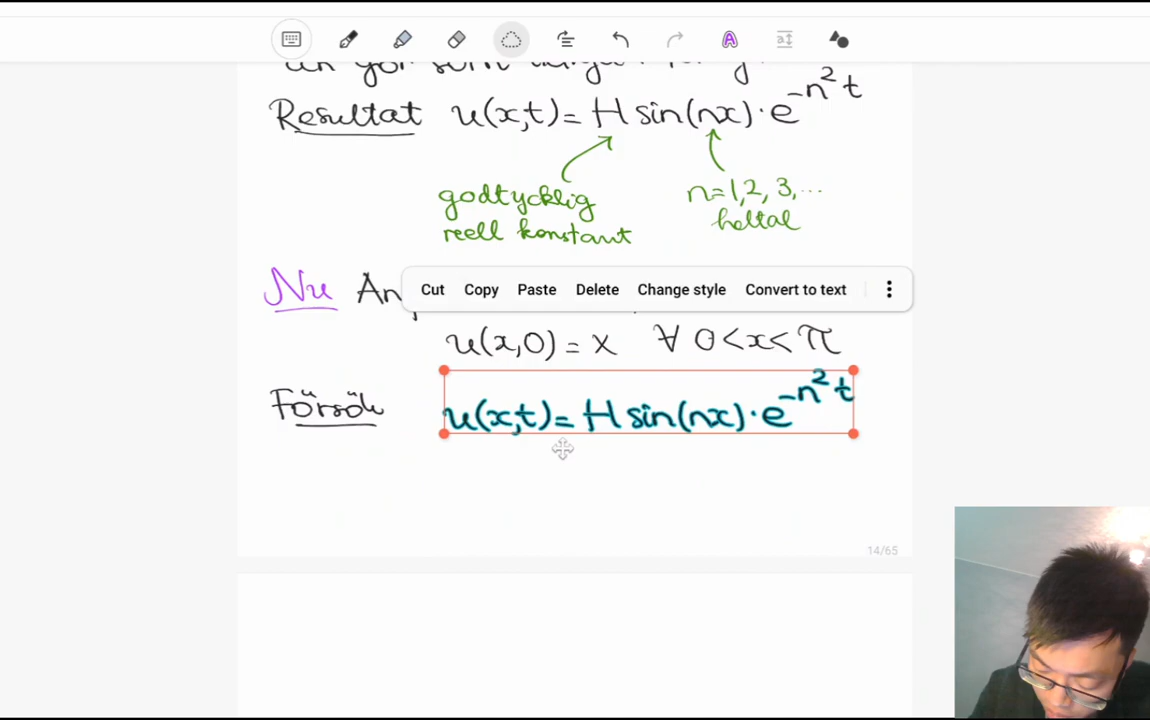 Resultat u(x,t)= H sin(nx)·e^{-n²t}
godtycklig
reell konstant
n=1,2,3,...
heltal
Nu An
Cut Copy Paste Delete Change style Convert to text
u(x,0) = x ∀ 0<x<π
Försök u(x,t)= H sin(nx)·e^{-n²t}
14/65